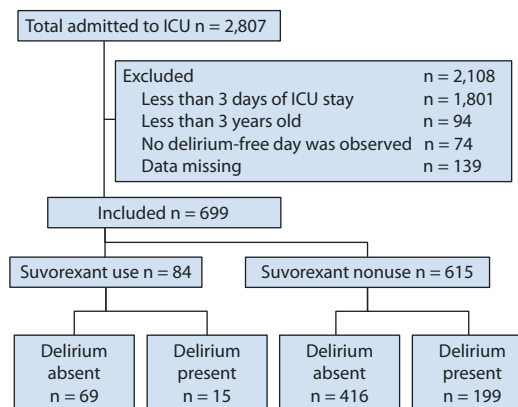 Total admitted to ICU n = 2,807
Excluded n = 2,108
Less than 3 days of ICU stay n = 1,801
Less than 3 years old n = 94
No delirium-free day was observed n = 74
Data missing n = 139
Included n = 699
Suvorexant use n = 84
Suvorexant nonuse n = 615
Delirium absent n = 69
Delirium present n = 15
Delirium absent n = 416
Delirium present n = 199